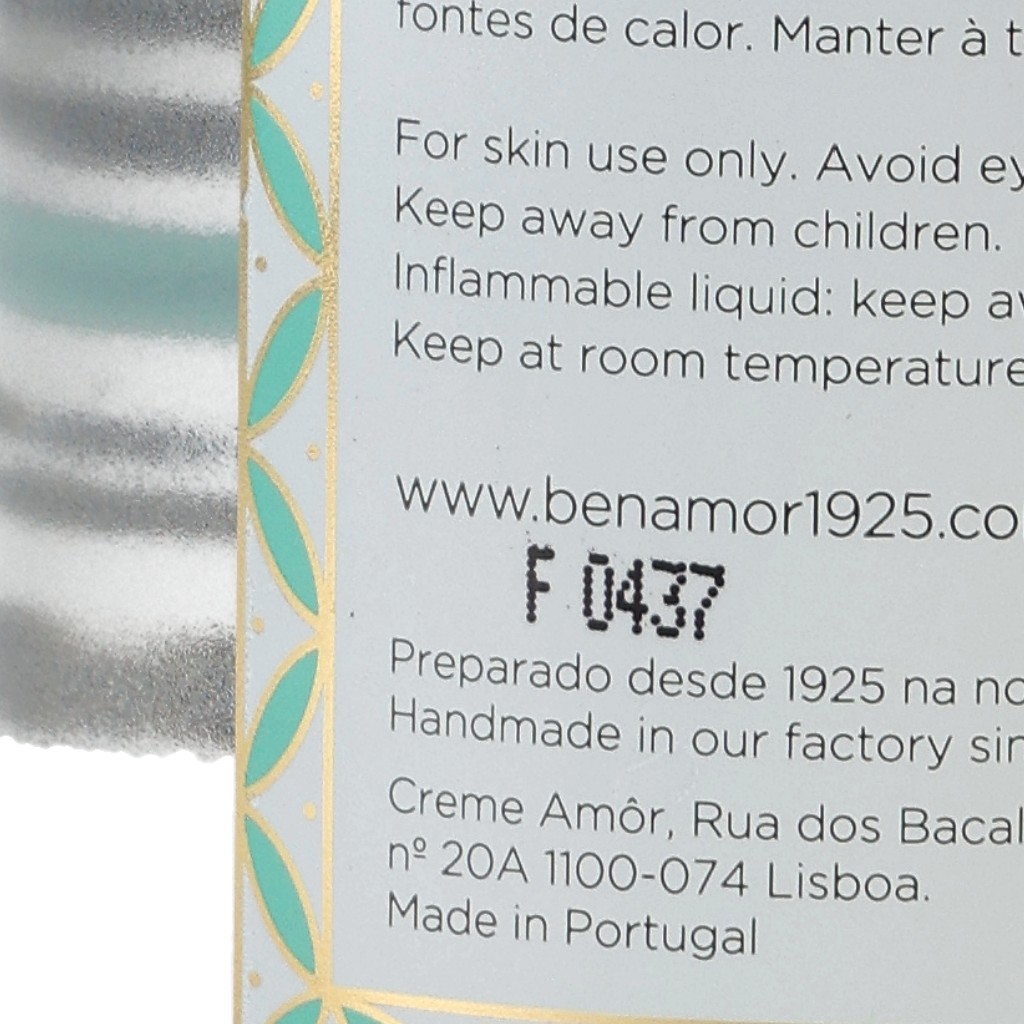 fontes de calor. Manter à t
For skin use only. Avoid ey
Keep away from children.
Inflammable liquid: keep av
Keep at room temperature
www.benamor1925.co
F 0437
Preparado desde 1925 na no
Handmade in our factory sin
Creme Amôr, Rua dos Bacal
nº 20A 1100-074 Lisboa.
Made in Portugal